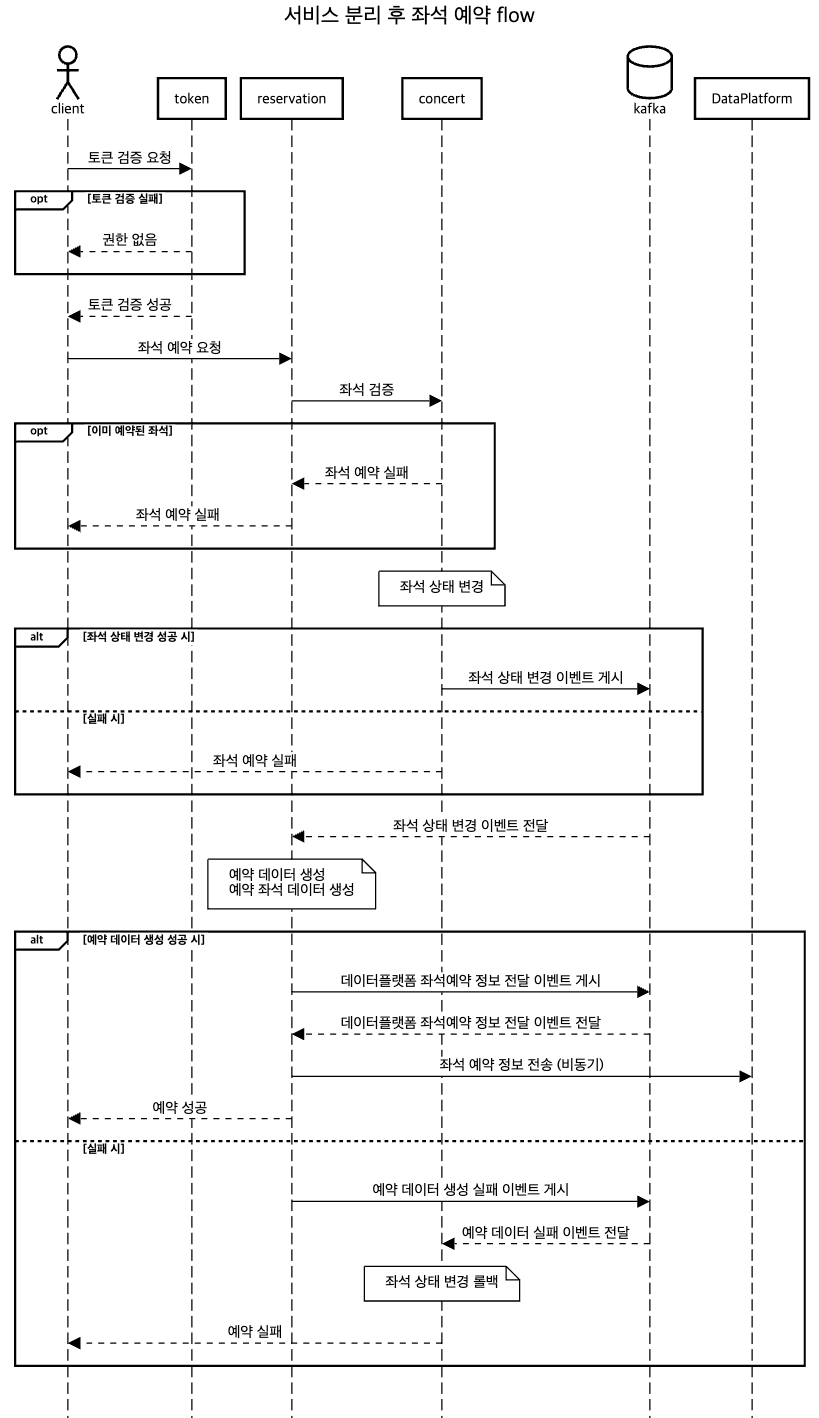 서비스 분리 후 좌석 예약 flow
client
token
reservation
concert
kafka
DataPlatform
토큰 검증 요청
opt
[토큰 검증 실패]
권한 없음
토큰 검증 성공
좌석 예약 요청
좌석 검증
opt
[이미 예약된 좌석]
좌석 예약 실패
좌석 예약 실패
좌석 상태 변경
alt
[좌석 상태 변경 성공 시]
좌석 상태 변경 이벤트 게시
[실패 시]
좌석 예약 실패
좌석 상태 변경 이벤트 전달
예약 데이터 생성
예약 좌석 데이터 생성
alt
[예약 데이터 생성 성공 시]
데이터플랫폼 좌석예약 정보 전달 이벤트 게시
데이터플랫폼 좌석예약 정보 전달 이벤트 전달
좌석 예약 정보 전송 (비동기)
예약 성공
[실패 시]
예약 데이터 생성 실패 이벤트 게시
예약 데이터 실패 이벤트 전달
좌석 상태 변경 롤백
예약 실패